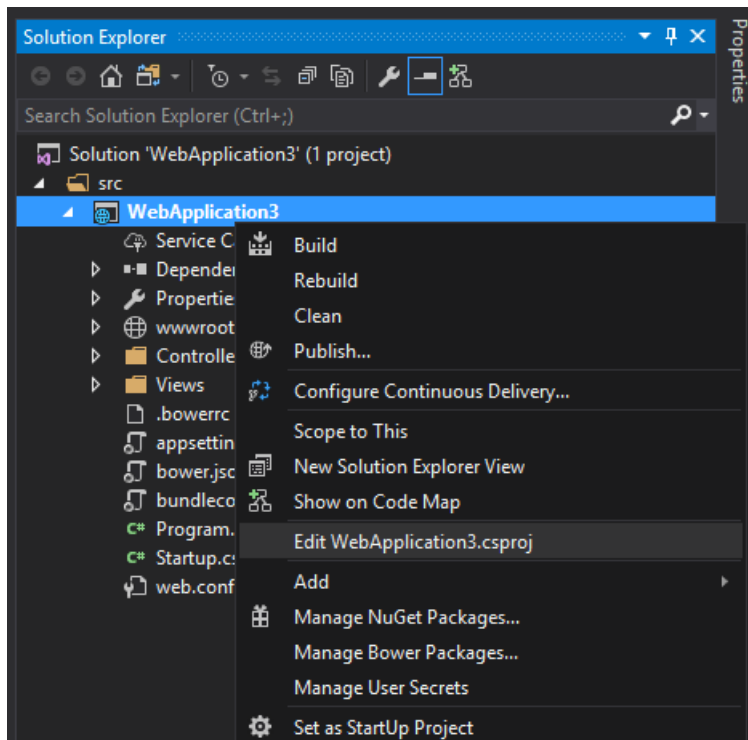 Solution Explorer
Properties
Search Solution Explorer (Ctrl+;)
Solution 'WebApplication3' (1 project)
src
WebApplication3
Service C
Depender
Propertie
wwwroot
Controlle
Views
.bowerrc
appsettin
bower.jsc
bundleco
C# Program.
C# Startup.cs
web.conf
Build
Rebuild
Clean
Publish...
Configure Continuous Delivery...
Scope to This
New Solution Explorer View
Show on Code Map
Edit WebApplication3.csproj
Add
Manage NuGet Packages...
Manage Bower Packages...
Manage User Secrets
Set as StartUp Project